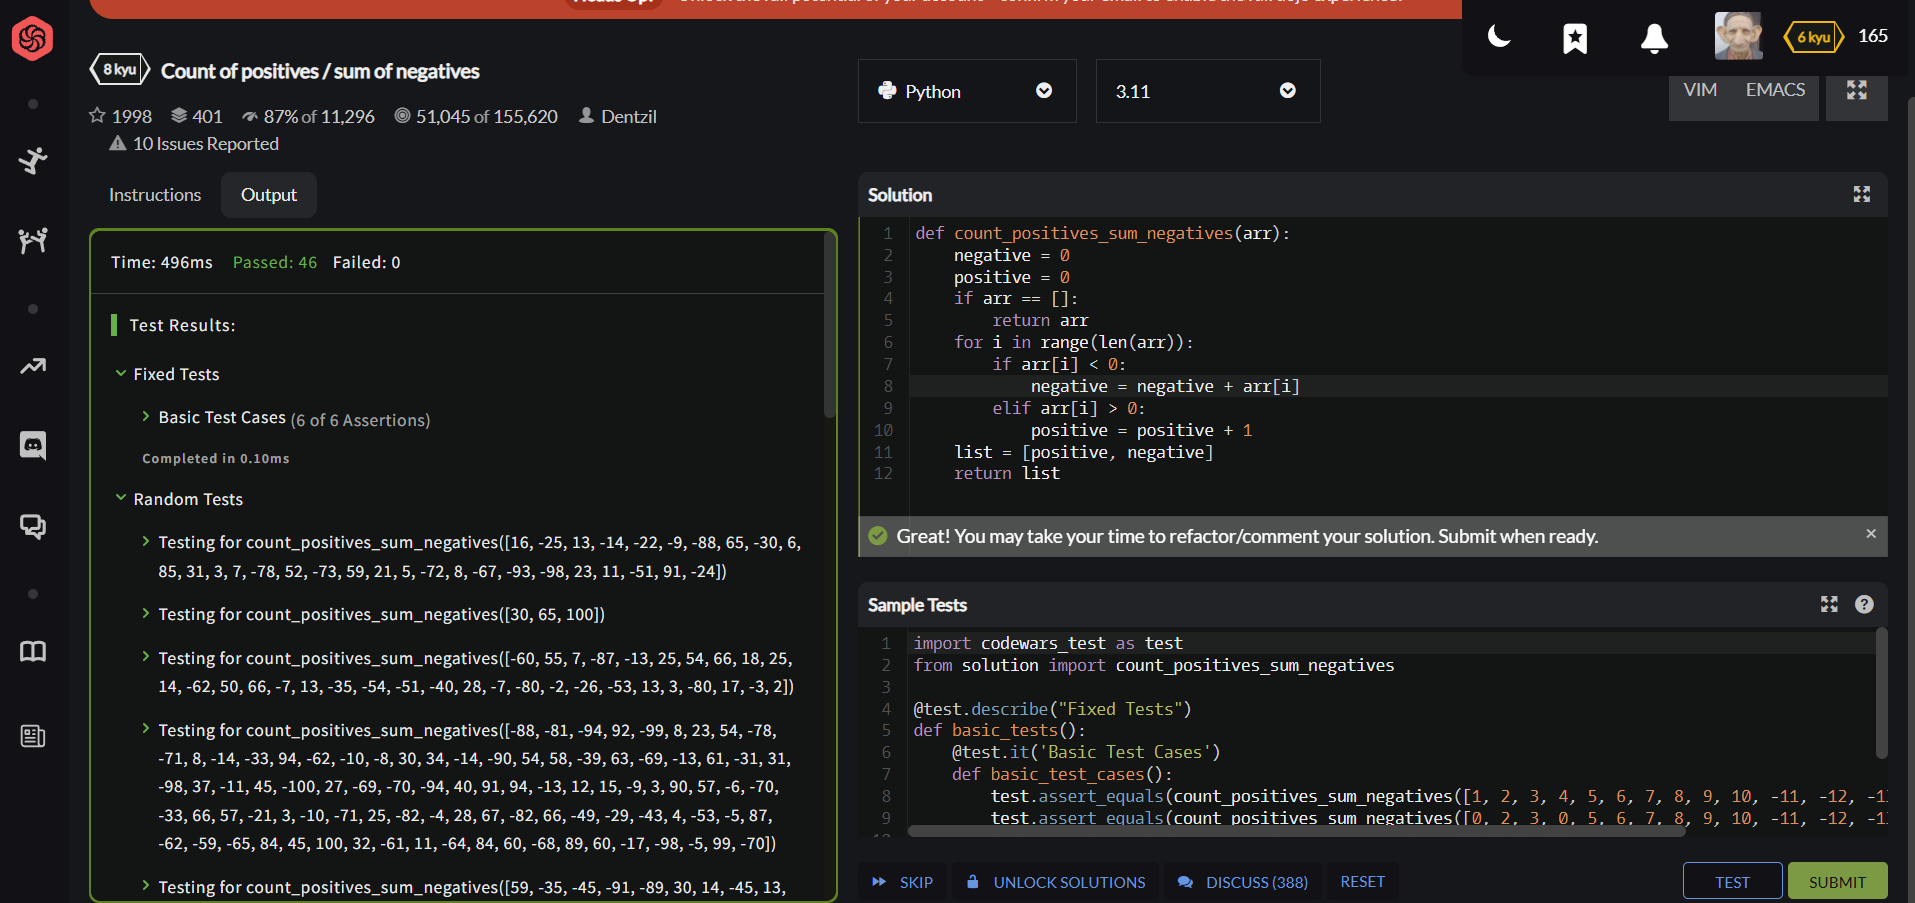 8 kyu
Count of positives / sum of negatives
1998 401 87% of 11,296 51,045 of 155,620 Dentzil
10 Issues Reported
Instructions
Output
Time: 496ms Passed: 46 Failed: 0
Test Results:
Fixed Tests
Basic Test Cases (6 of 6 Assertions)
Completed in 0.10ms
Random Tests
Testing for count_positives_sum_negatives([16, -25, 13, -14, -22, -9, -88, 65, -30, 6,
85, 31, 3, 7, -78, 52, -73, 59, 21, 5, -72, 8, -67, -93, -98, 23, 11, -51, 91, -24])
Testing for count_positives_sum_negatives([30, 65, 100])
Testing for count_positives_sum_negatives([-60, 55, 7, -87, -13, 25, 54, 66, 18, 25,
14, -62, 50, 66, -7, 13, -35, -54, -51, -40, 28, -7, -80, -2, -26, -53, 13, 3, -80, 17, -3, 2])
Testing for count_positives_sum_negatives([-88, -81, -94, 92, -99, 8, 23, 54, -78,
-71, 8, -14, -33, 94, -62, -10, -8, 30, 34, -14, -90, 54, 58, -39, 63, -69, -13, 61, -31, 31,
-98, 37, -11, 45, -100, 27, -69, -70, -94, 40, 91, 94, -13, 12, 15, -9, 3, 90, 57, -6, -70,
-33, 66, 57, -21, 3, -10, -71, 25, -82, -4, 28, 67, -82, 66, -49, -29, -43, 4, -53, -5, 87,
-62, -59, -65, 84, 45, 100, 32, -61, 11, -64, 84, 60, -68, 89, 60, -17, -98, -5, 99, -70])
Testing for count_positives_sum_negatives([59, -35, -45, -91, -89, 30, 14, -45, 13,
Python
3.11
6 kyu 165
VIM EMACS
Solution
1 def count_positives_sum_negatives(arr):
2 negative = 0
3 positive = 0
4 if arr == []:
5 return arr
6 for i in range(len(arr)):
7 if arr[i] < 0:
8 negative = negative + arr[i]
9 elif arr[i] > 0:
10 positive = positive + 1
11 list = [positive, negative]
12 return list
Great! You may take your time to refactor/comment your solution. Submit when ready.
Sample Tests
1 import codewars_test as test
2 from solution import count_positives_sum_negatives
3
4 @test.describe("Fixed Tests")
5 def basic_tests():
6 @test.it('Basic Test Cases')
7 def basic_test_cases():
8 test.assert_equals(count_positives_sum_negatives([1, 2, 3, 4, 5, 6, 7, 8, 9, 10, -11, -12, -1
9 test.assert_equals(count_positives_sum_negatives([0, 2, 3, 0, 5, 6, 7, 8, 9, 10, -11, -12, -1
SKIP
UNLOCK SOLUTIONS
DISCUSS (388)
RESET
TEST
SUBMIT